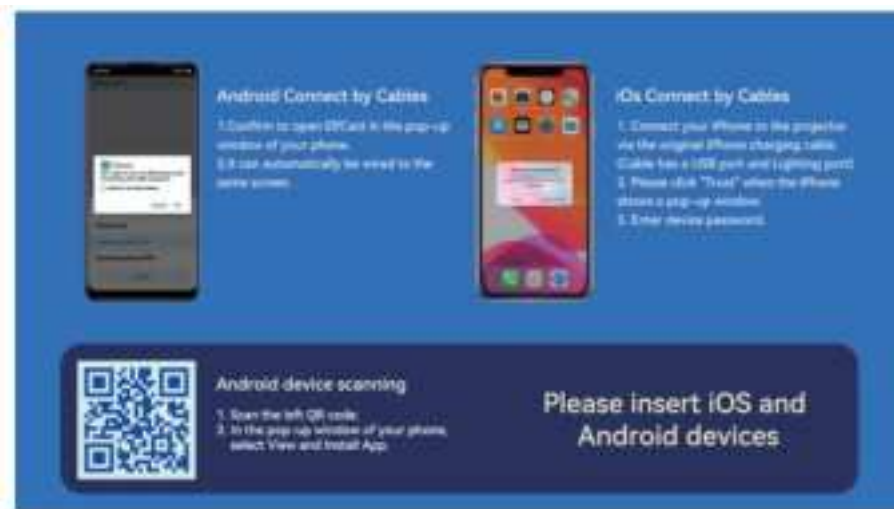 Android Connect by Cables
1.Confirm to open EPCast in the pop-up
window of your phone.
2.It can automatically be wired to the
same screen.
iOs Connect by Cables
1. Connect your iPhone to the projector
via the original iPhone charging cable.
(Cable has a USB port and Lighting port)
2. Please click "Trust" when the iPhone
shows a pop-up window.
3. Enter device password.
Android device scanning
1. Scan the left QR code.
2. In the pop-up window of your phone,
select View and Install App
Please insert iOS and
Android devices